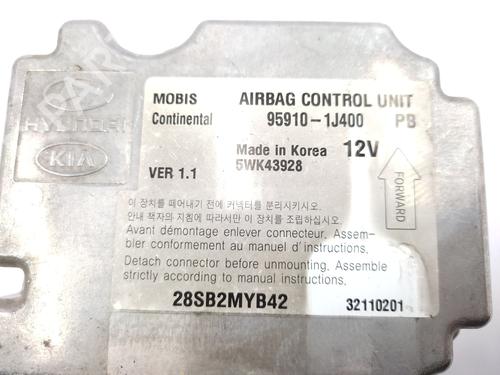 HYUNDAI
KIA
MOBIS
AIRBAG CONTROL UNIT
Continental
95910-1J400
PB
Made in Korea
12V
VER 1.1
5WK43928
FORWARD
이 장치를 떼어내기 전에 커넥터를 분리시키시오.
안내 책자의 지침에 따라서만 이 장치를 조립하십시오.
Avant démontage enlever connecteur. Assem-
bler conformement au manuel d'instructions.
Detach connector before unmounting. Assemble
strictly according to manual instructions.
28SB2MYB42
32110201